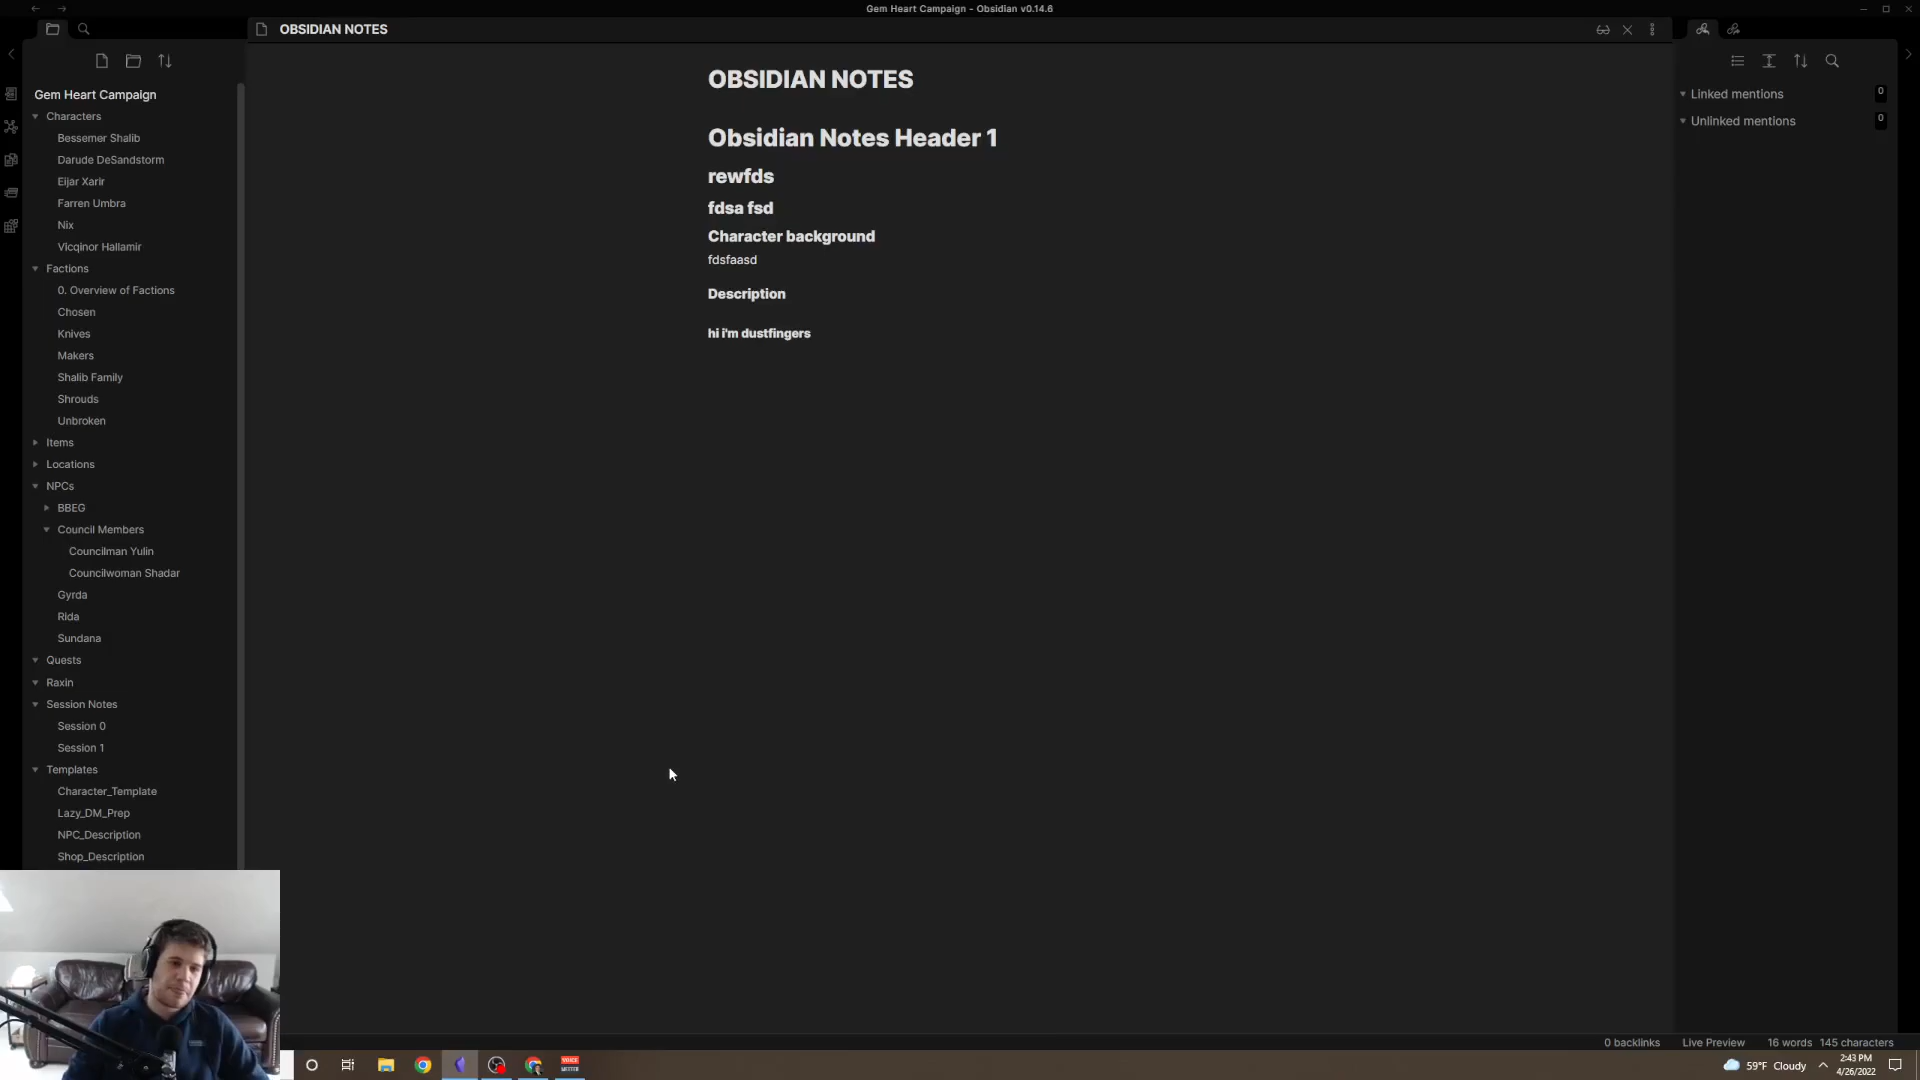 Gem Heart Campaign - Obsidian v0.14.6
OBSIDIAN NOTES
Gem Heart Campaign
Characters
Bessemer Shalib
Darude DeSandstorm
Eijar Xarir
Farren Umbra
Nix
Vicqinor Hallamir
Factions
0. Overview of Factions
Chosen
Knives
Makers
Shalib Family
Shrouds
Unbroken
Items
Locations
NPCs
BBEG
Council Members
Councilman Yulin
Councilwoman Shadar
Gyrda
Rida
Sundana
Quests
Raxin
Session Notes
Session 0
Session 1
Templates
Character_Template
Lazy_DM_Prep
NPC_Description
Shop_Description
OBSIDIAN NOTES
Obsidian Notes Header 1
rewfds
fdsa fsd
Character background
fdsfaasd
Description
hi i'm dustfingers
Linked mentions 0
Unlinked mentions 0
0 backlinks Live Preview 16 words 145 characters
VOICE MEETER
59°F Cloudy
2:43 PM
4/26/2022